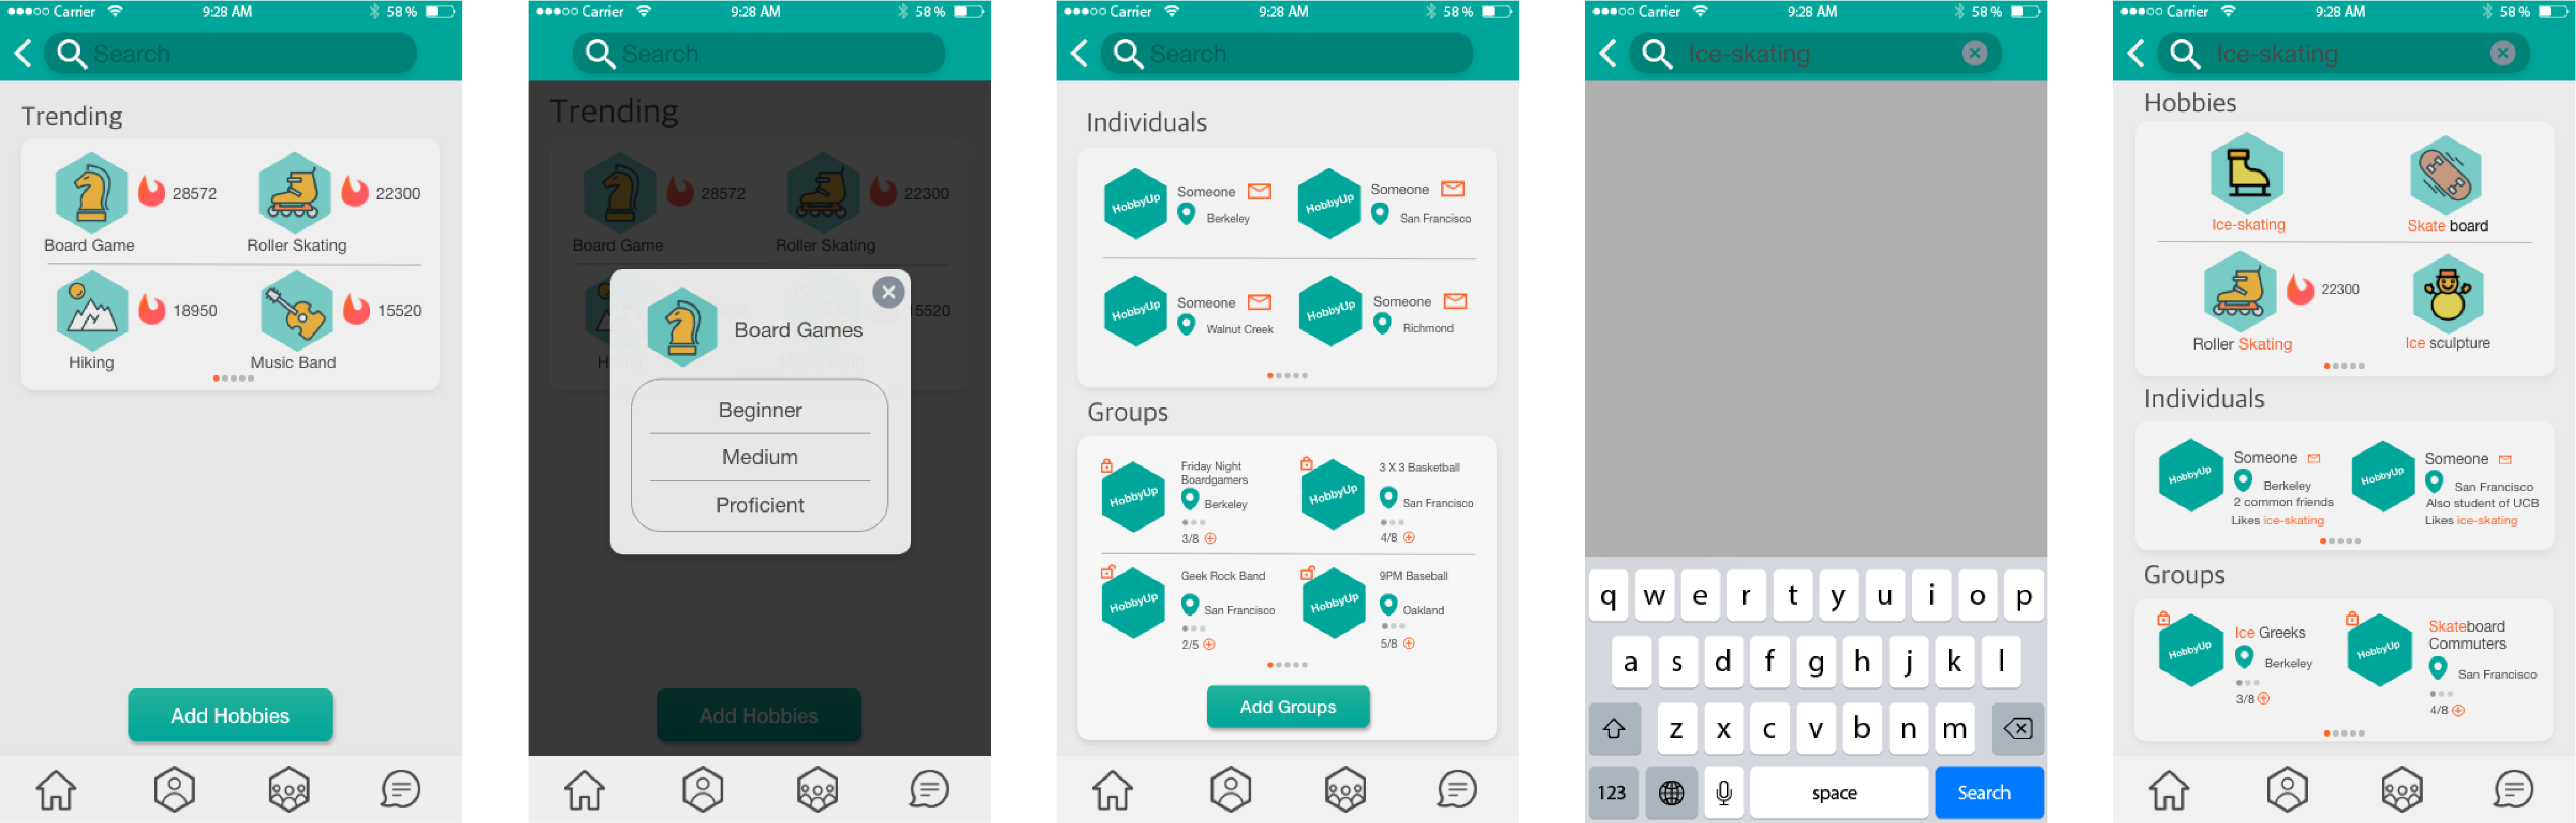 Carrier 9:28 AM 58 %
Search
Trending
28572 22300
Board Game Roller Skating
18950 15520
Hiking Music Band
Add Hobbies
Carrier 9:28 AM 58 %
Search
Trending
28572 22300
Board Game Roller Skating
15520
Board Games
Music Band
Beginner
Medium
Proficient
Add Hobbies
Carrier 9:28 AM 58 %
Search
Individuals
HobbyUp Someone HobbyUp Someone
Berkeley San Francisco
HobbyUp Someone HobbyUp Someone
Walnut Creek Richmond
Groups
Friday Night 3 X 3 Basketball
Boardgamers
HobbyUp Berkeley HobbyUp San Francisco
3/8 4/8
Geek Rock Band 9PM Baseball
HobbyUp San Francisco HobbyUp Oakland
2/5 5/8
Add Groups
Carrier 9:28 AM 58 %
Ice-skating
q w e r t y u i o p
a s d f g h j k l
z x c v b n m
123 space Search
Carrier 9:28 AM 58 %
Ice-skating
Hobbies
Ice-skating Skate board
22300
Roller Skating Ice sculpture
Individuals
HobbyUp Someone HobbyUp Someone
Berkeley San Francisco
2 common friends Also student of UCB
Likes ice-skating Likes ice-skating
Groups
HobbyUp Ice Greeks HobbyUp Skateboard
Commuters
Berkeley San Francisco
3/8 4/8